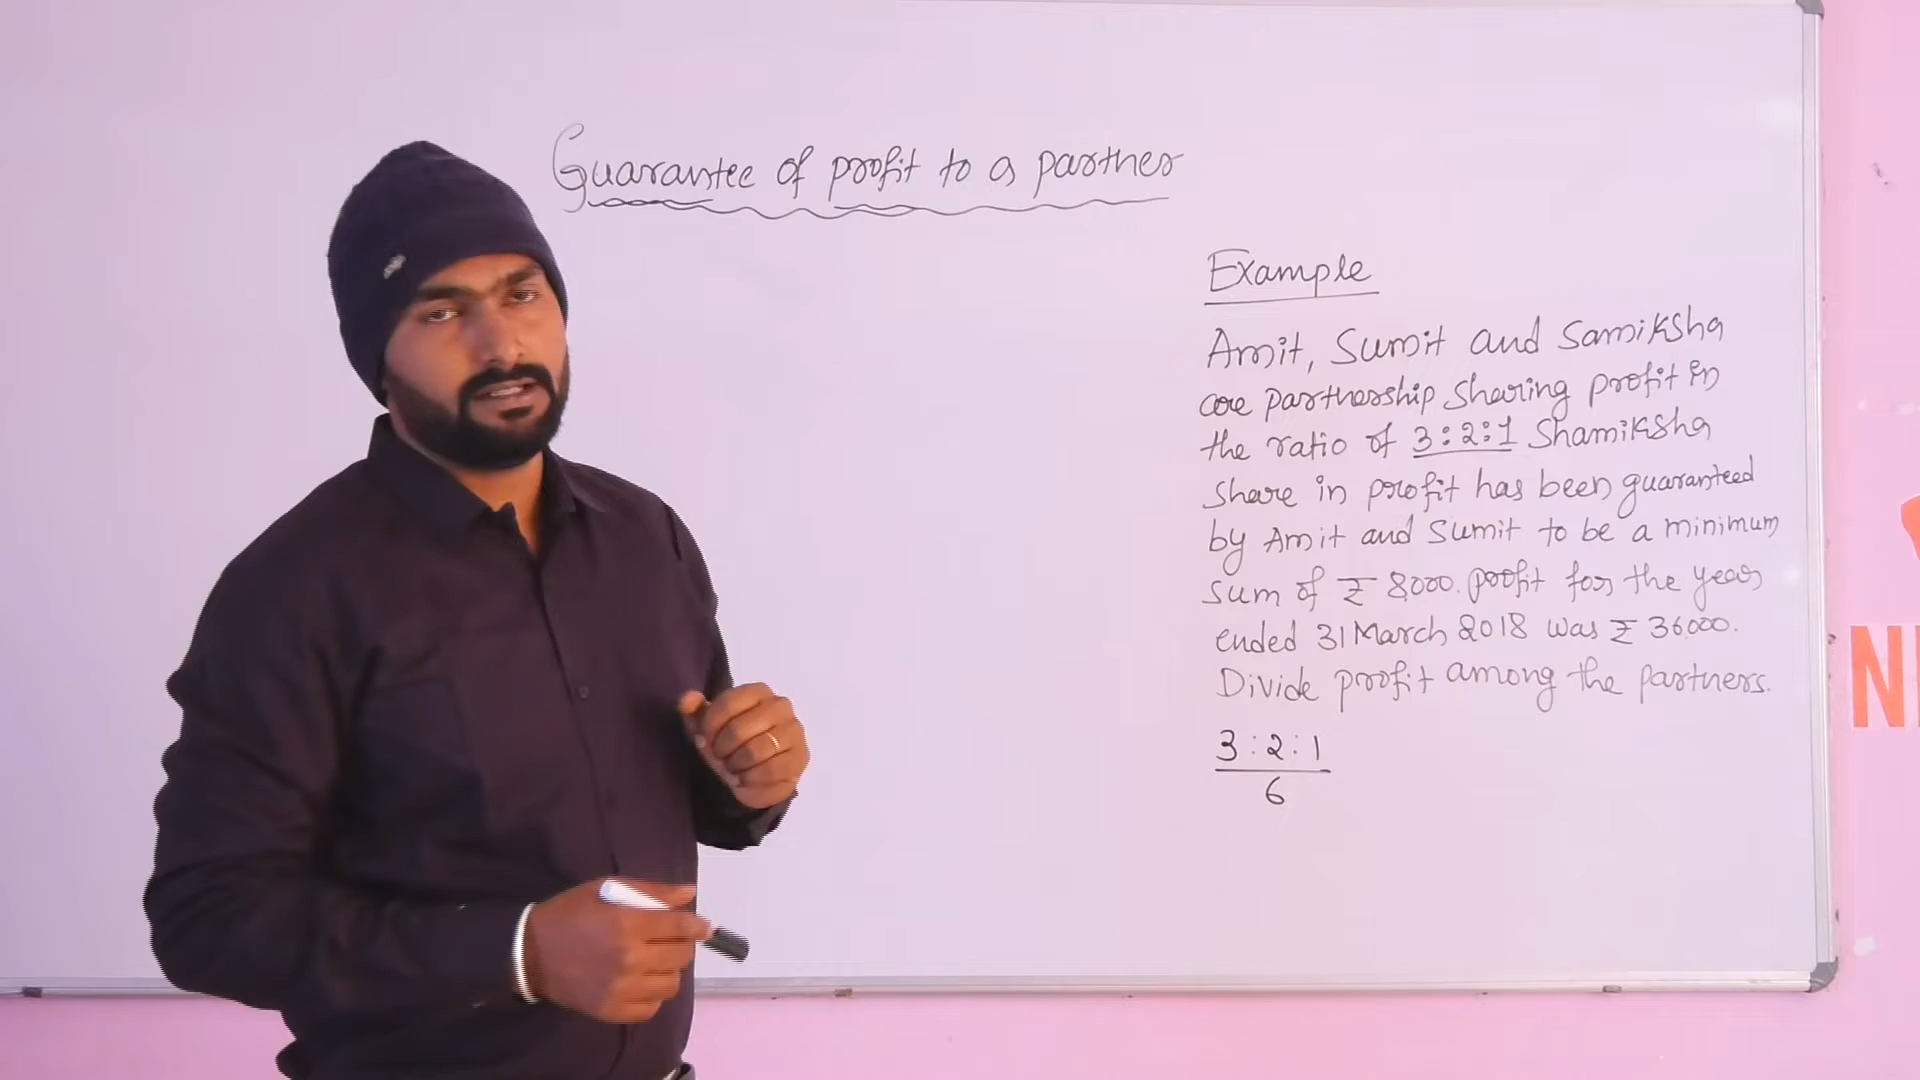 Guarantee of profit to a partner
Example
Amit, Sumit and Samiksha
are partnership sharing profit in
the ratio of 3:2:1 Shamiksha
share in profit has been guaranteed
by Amit and Sumit to be a minimum
sum of ₹ 8000. profit for the year
ended 31 March 2018 was ₹ 36000.
Divide profit among the partners.
3:2:1
6